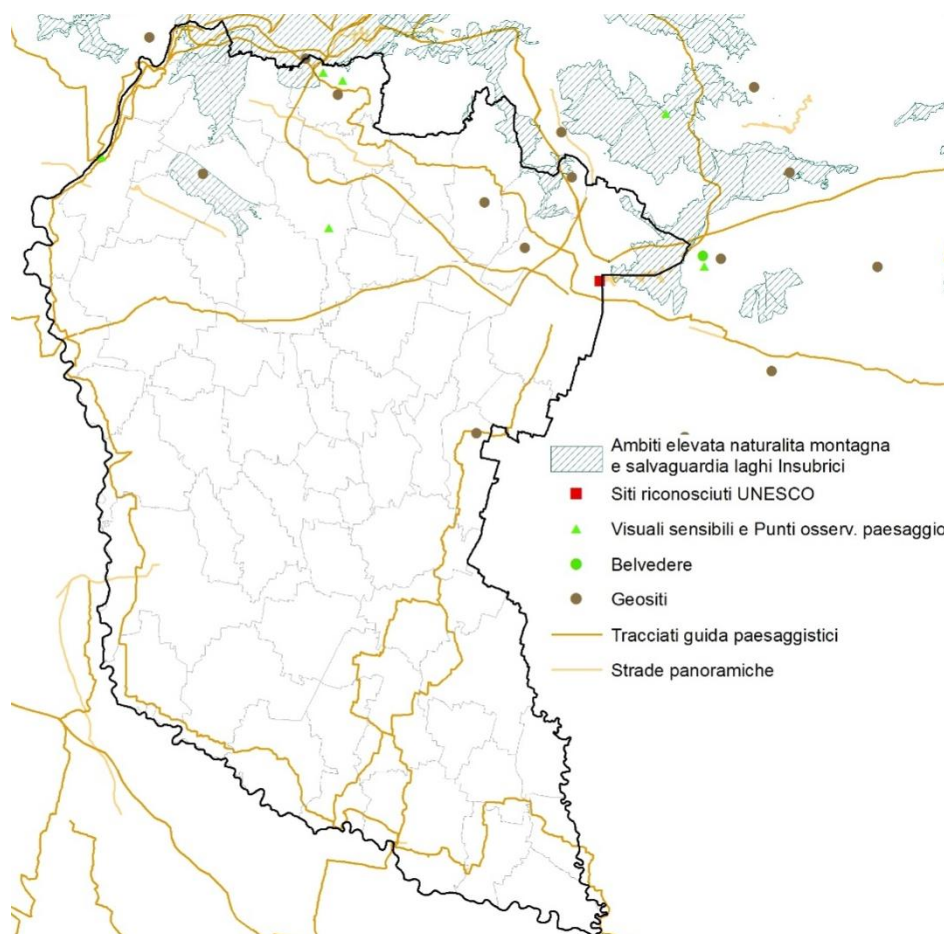 Ambiti elevata naturalita montagna
e salvaguardia laghi Insubrici
Siti riconosciuti UNESCO
Visuali sensibili e Punti osserv. paesaggio
Belvedere
Geositi
Tracciati guida paesaggistici
Strade panoramiche